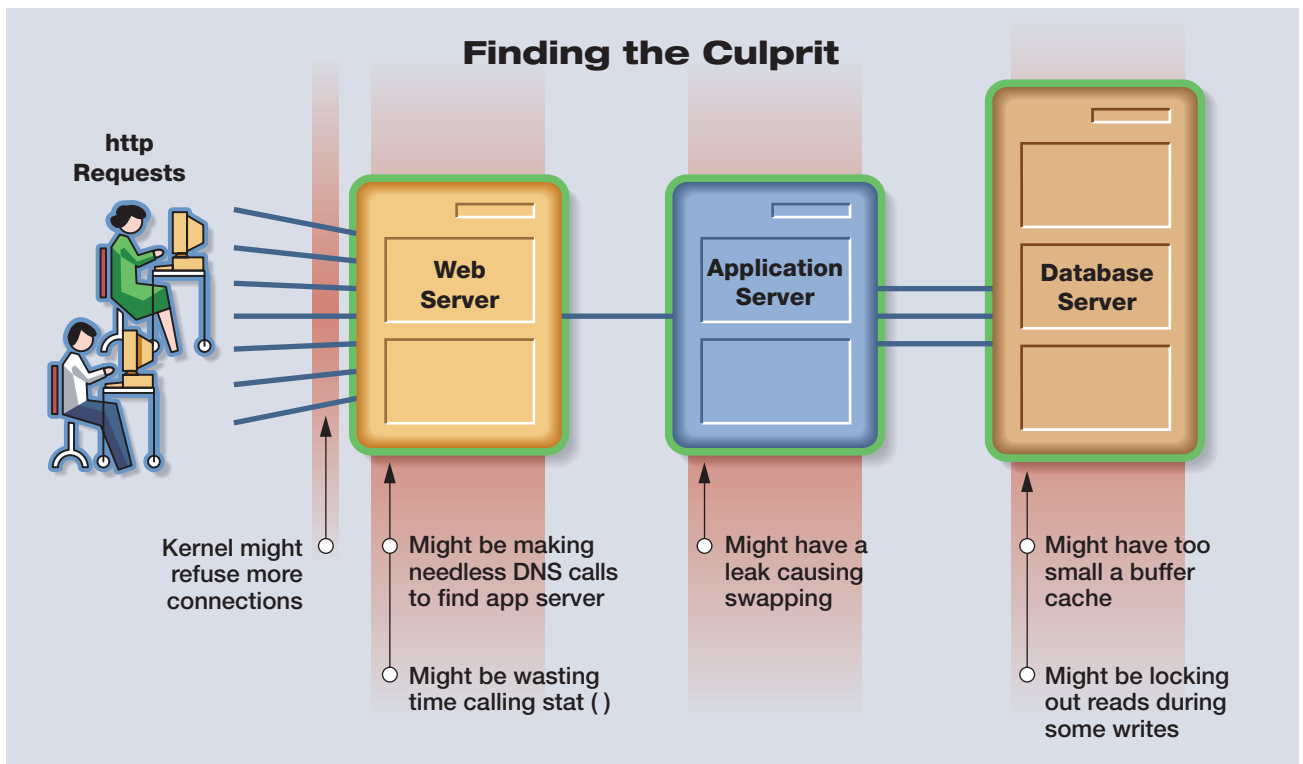 Finding the Culprit
http
Requests
Web
Server
Application
Server
Database
Server
Kernel might
refuse more
connections
Might be making
needless DNS calls
to find app server
Might be wasting
time calling stat ( )
Might have a
leak causing
swapping
Might have too
small a buffer
cache
Might be locking
out reads during
some writes